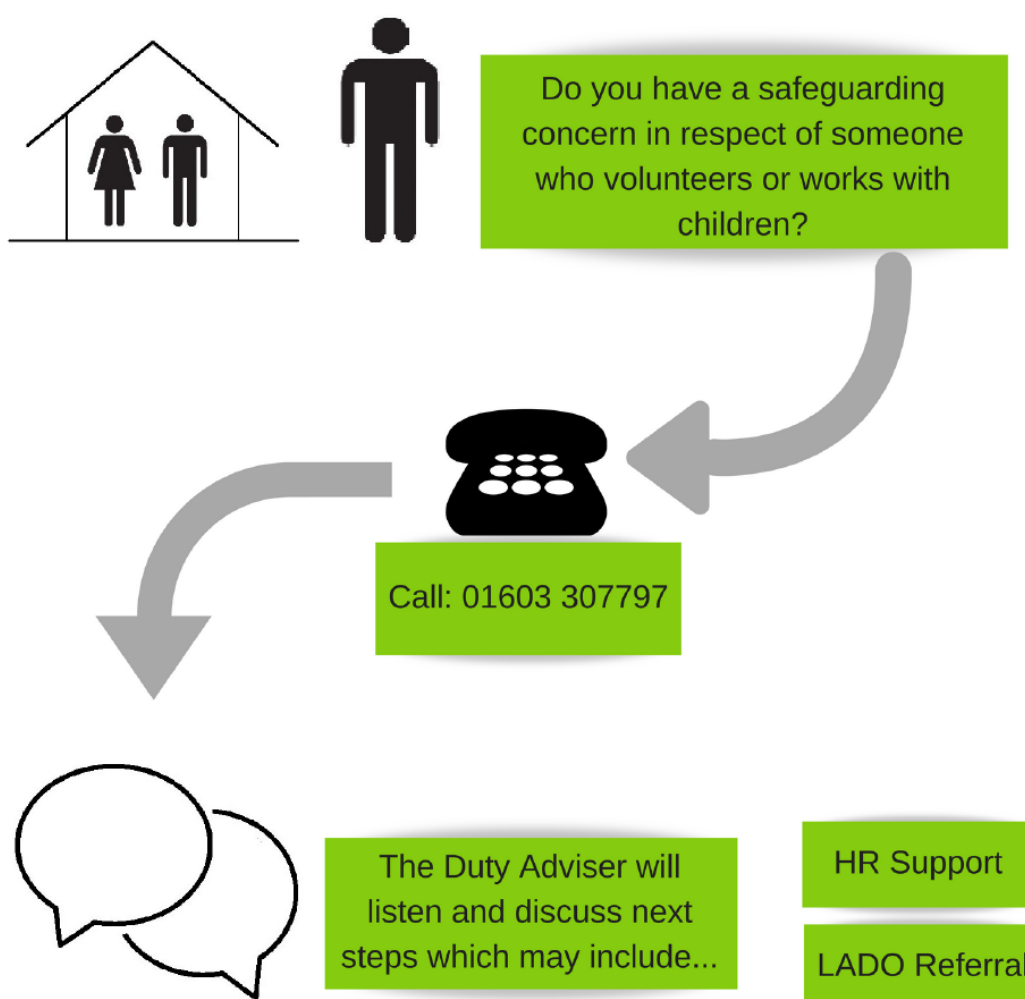 Do you have a safeguarding
concern in respect of someone
who volunteers or works with
children?
Call: 01603 307797
The Duty Adviser will
listen and discuss next
steps which may include...
HR Support
LADO Referral